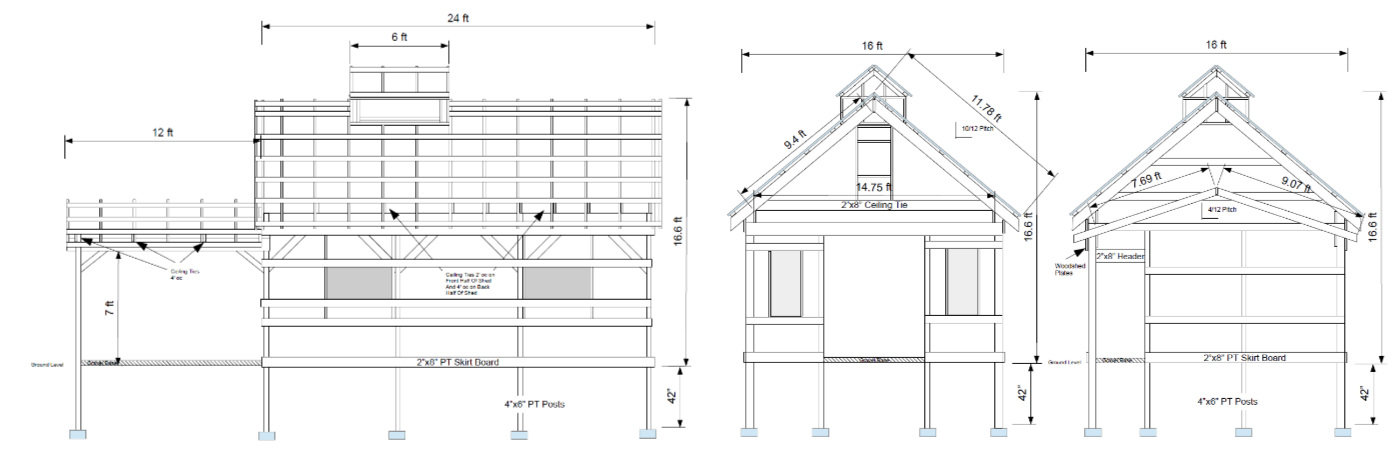 24 ft
6 ft
12 ft
16.6 ft
7 ft
Ceiling Ties
4' oc
Ceiling Ties 2' oc on
Front Half Of Shed
And 4' oc on Back
Half Of Shed
Ground Level
Gravel Base
2"x8" PT Skirt Board
4"x6" PT Posts
42"
16 ft
11.78 ft
9.4 ft
10/12 Pitch
14.75 ft
2"x8" Ceiling Tie
16.6 ft
Gravel Base
42"
16 ft
7.69 ft
9.07 ft
4/12 Pitch
16.6 ft
2"x8" Header
Woodshed
Plates
Ground Level
Gravel Base
2"x8" PT Skirt Board
4"x6" PT Posts
42"